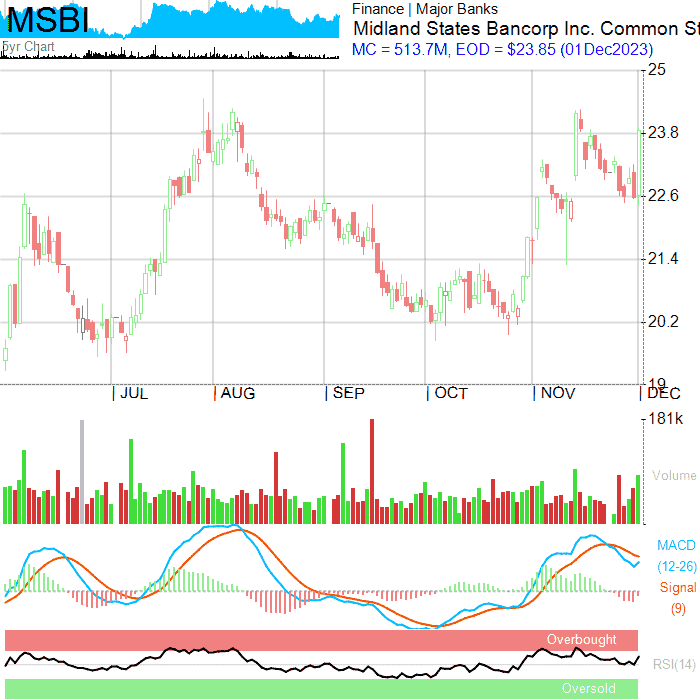 MSBI
5yr Chart
Finance | Major Banks
Midland States Bancorp Inc. Common St
MC = 513.7M, EOD = $23.85 (01Dec2023)
25
23.8
22.6
21.4
20.2
19
| JUL | AUG | SEP | OCT | NOV | DEC
181k
Volume
MACD
(12-26)
Signal
(9)
Overbought
RSI(14)
Oversold